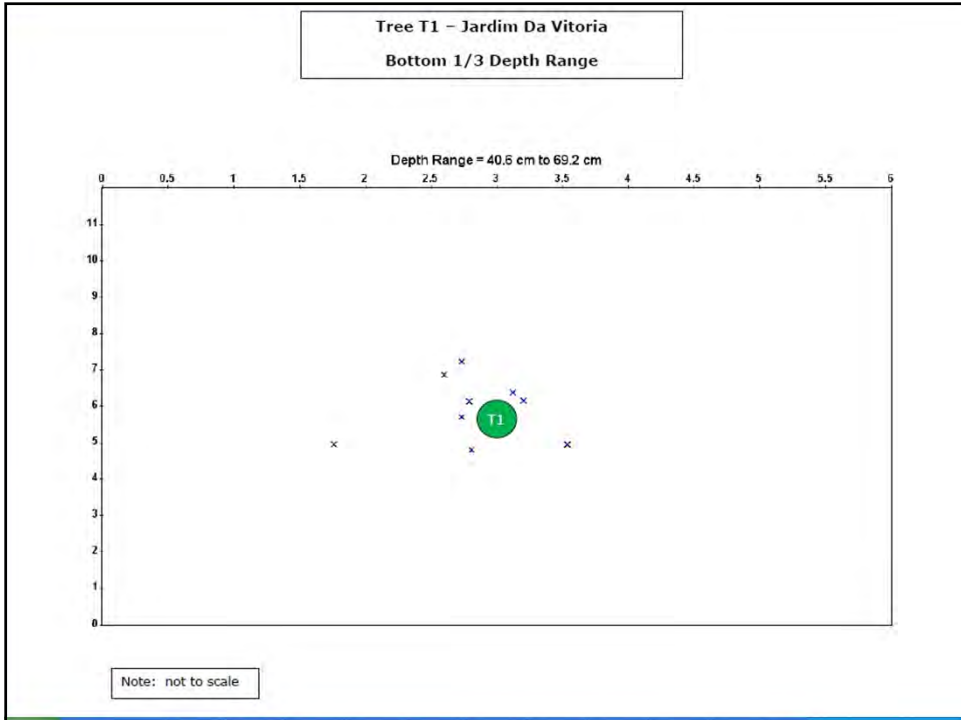 Tree T1 – Jardim Da Vitoria
Bottom 1/3 Depth Range
Depth Range = 40.6 cm to 69.2 cm
0 0.5 1 1.5 2 2.5 3 3.5 4 4.5 5 5.5 6
11
10
9
8
7
6
T1
5
4
3
2
1
0
Note: not to scale